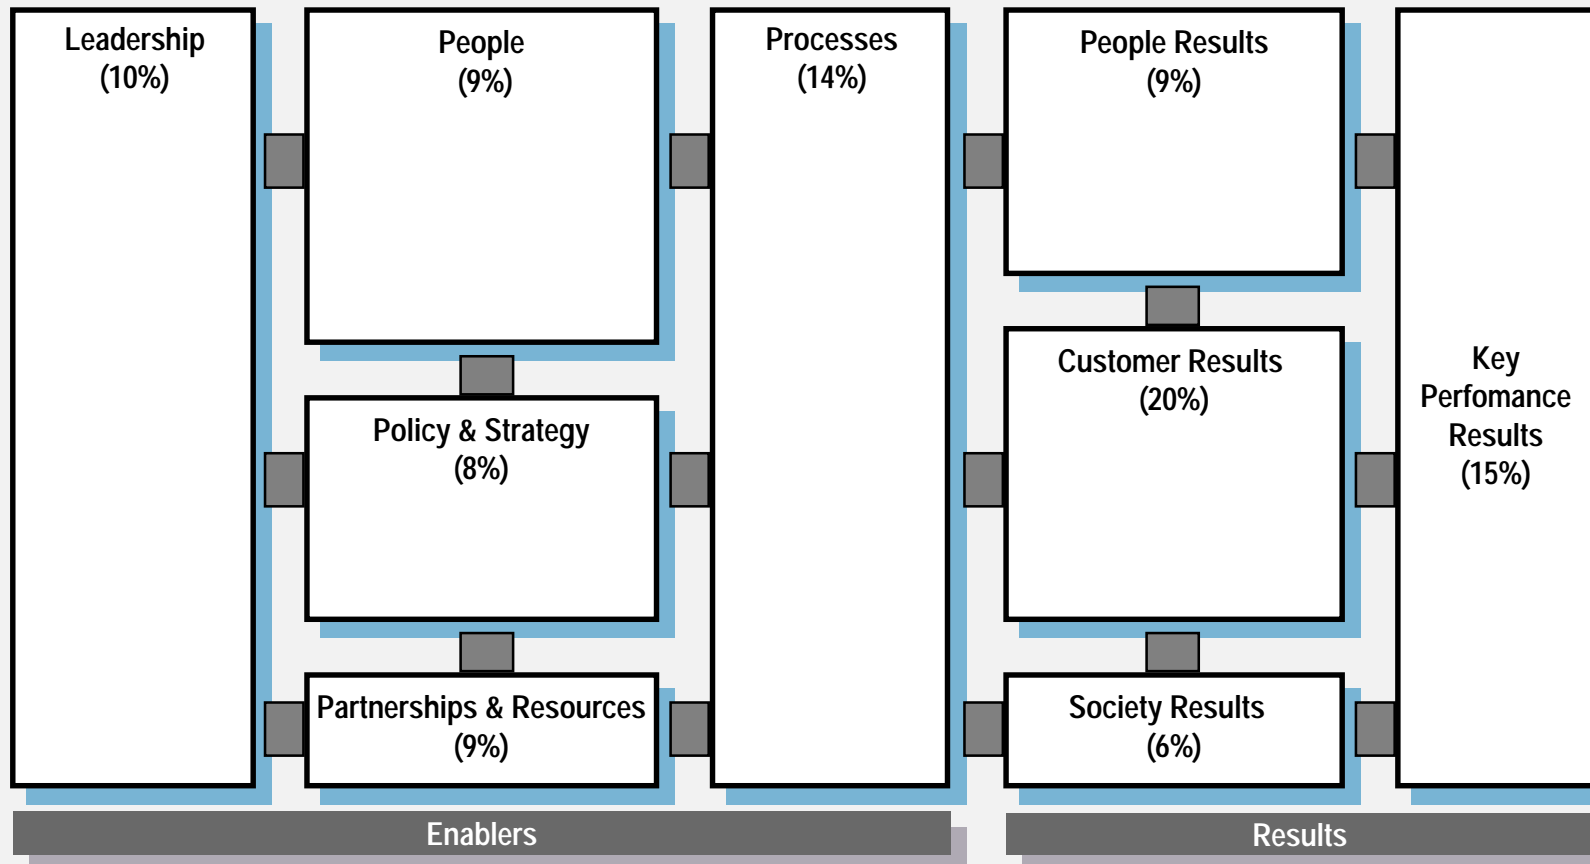 Leadership
(10%)
People
(9%)
Processes
(14%)
People Results
(9%)
Customer Results
(20%)
Key
Perfomance
Results
(15%)
Policy & Strategy
(8%)
Partnerships & Resources
(9%)
Society Results
(6%)
Enablers
Results